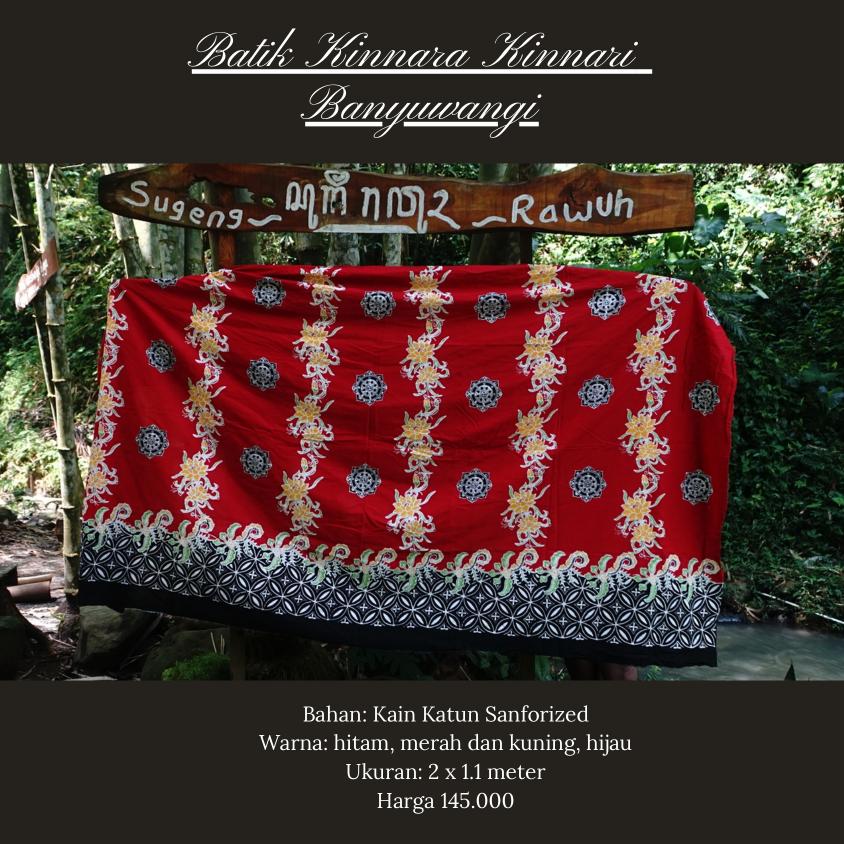 Batik Kinnara Kinnari
Banyuwangi
Sugeng ~ ~ Rawuh
Bahan: Kain Katun Sanforized
Warna: hitam, merah dan kuning, hijau
Ukuran: 2 x 1.1 meter
Harga 145.000